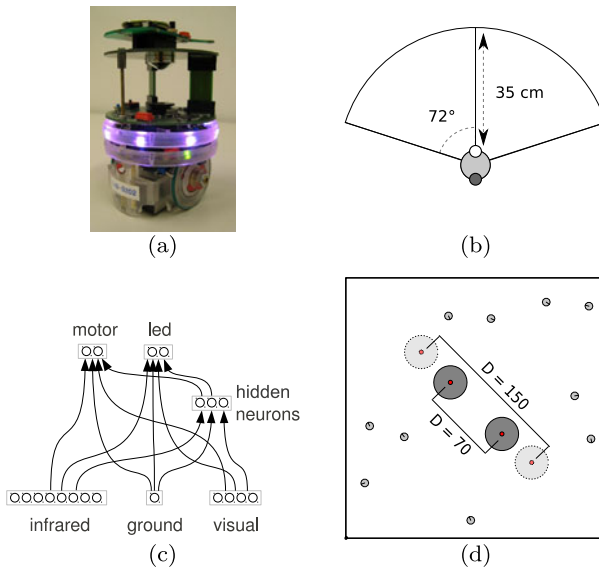 (a)
72°
35 cm
(b)
motor
led
hidden
neurons
infrared
ground
visual
(c)
D = 150
D = 70
(d)